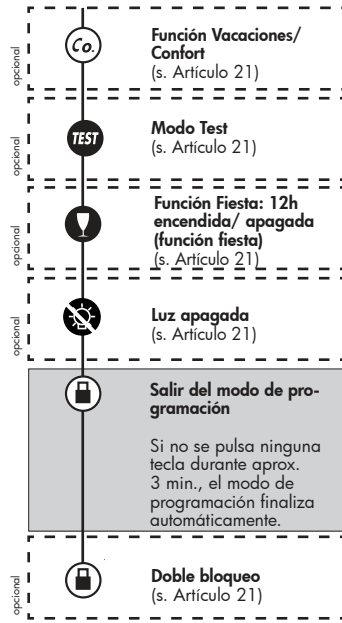 opcional
Co.
Función Vacaciones/
Confort
(s. Artículo 21)
opcional
TEST
Modo Test
(s. Artículo 21)
opcional
Función Fiesta: 12h
encendida/ apagada
(función fiesta)
(s. Artículo 21)
opcional
Luz apagada
(s. Artículo 21)
Salir del modo de pro-
gramación
Si no se pulsa ninguna
tecla durante aprox.
3 min., el modo de
programación finaliza
automáticamente.
opcional
Doble bloqueo
(s. Artículo 21)